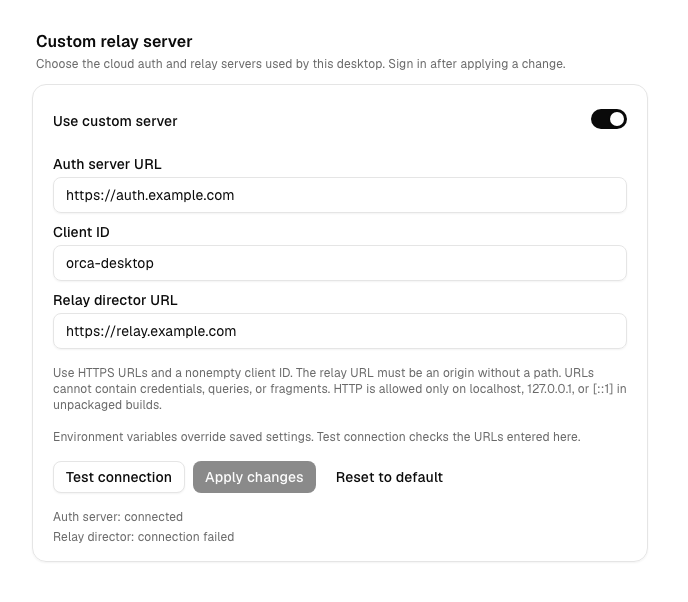 Custom relay server
Choose the cloud auth and relay servers used by this desktop. Sign in after applying a change.
Use custom server
Auth server URL
https://auth.example.com
Client ID
orca-desktop
Relay director URL
https://relay.example.com
Use HTTPS URLs and a nonempty client ID. The relay URL must be an origin without a path. URLs
cannot contain credentials, queries, or fragments. HTTP is allowed only on localhost, 127.0.0.1, or [::1] in
unpackaged builds.
Environment variables override saved settings. Test connection checks the URLs entered here.
Test connection
Apply changes
Reset to default
Auth server: connected
Relay director: connection failed